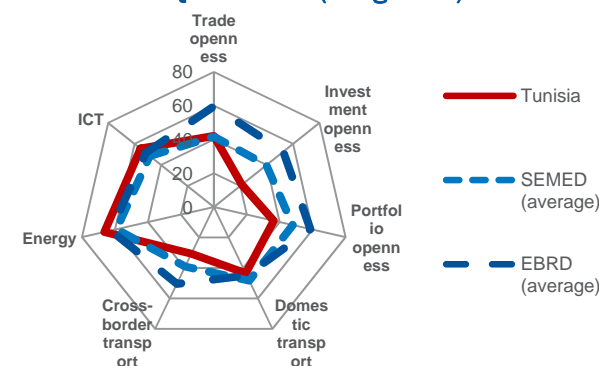 Trade
openn
ess
80
60
40
20
0
Invest
ment
openn
ess
Portfol
io
openn
ess
Domes
tic
transp
ort
Cross-
border
transp
ort
Energy
ICT
Tunisia
SEMED
(average)
EBRD
(average)